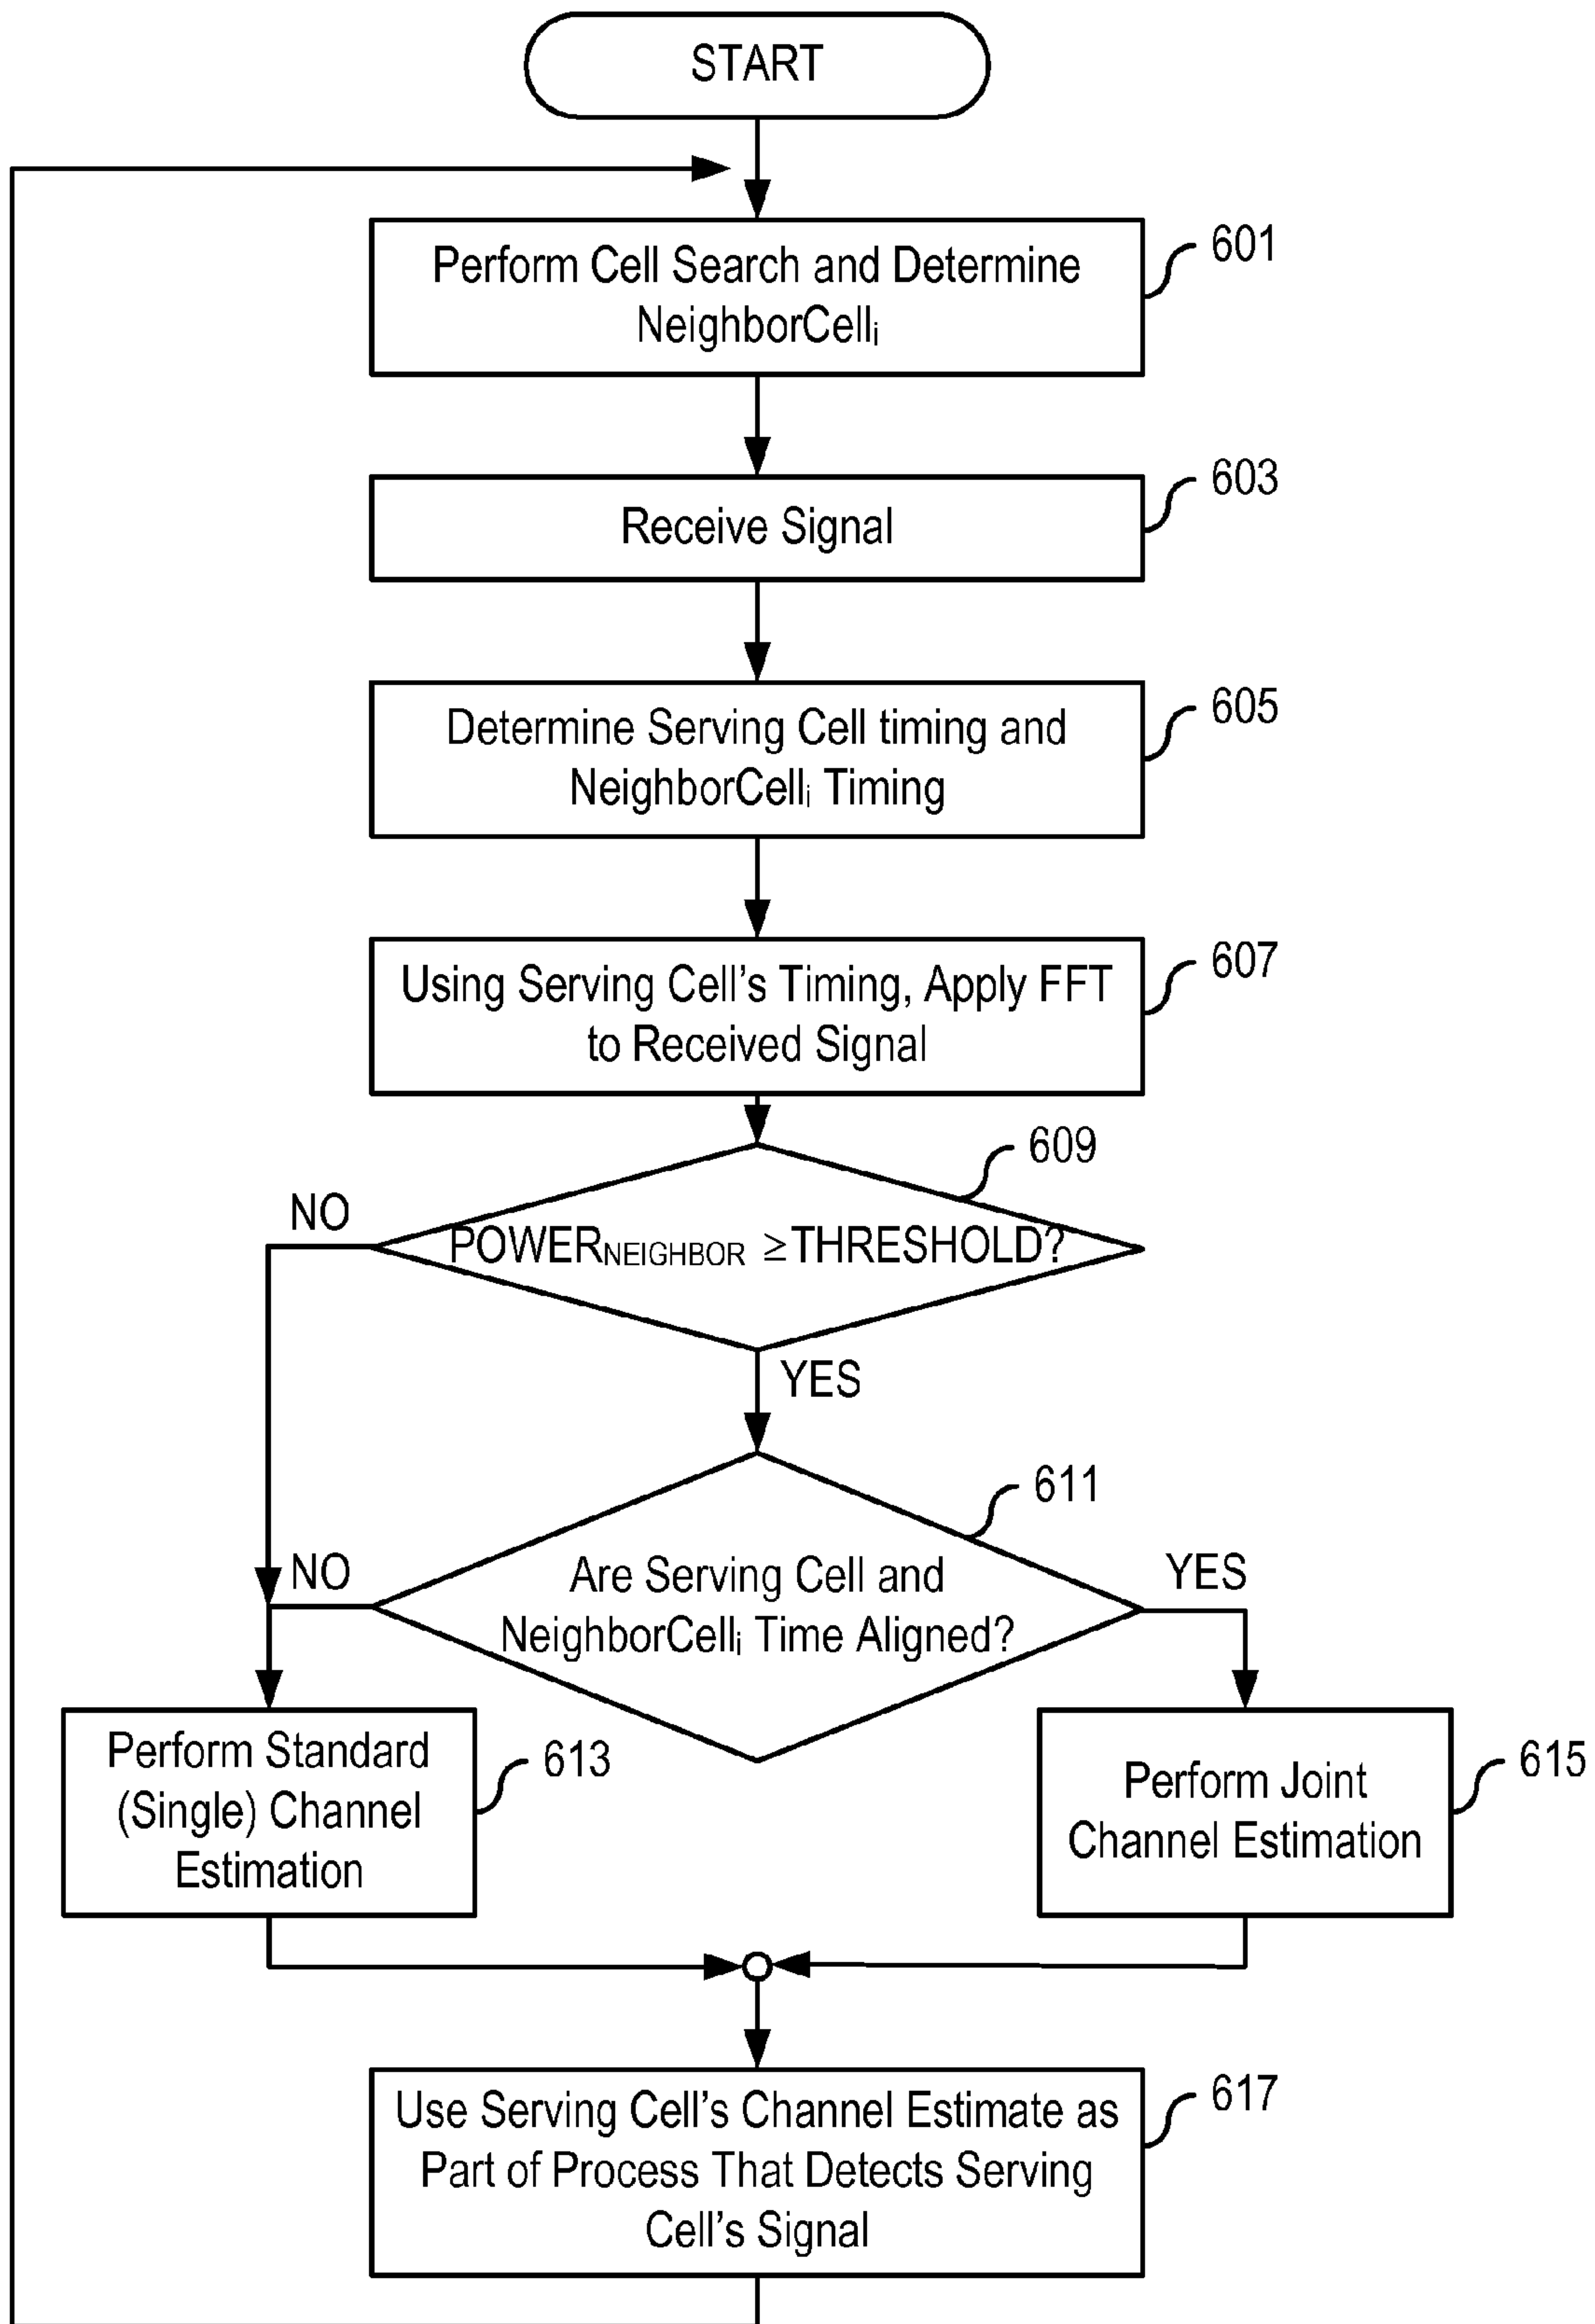 START
Perform Cell Search and Determine
NeighborCelli
601
Receive Signal
603
Determine Serving Cell timing and
NeighborCelli Timing
605
Using Serving Cell's Timing, Apply FFT
to Received Signal
607
609
NO
POWERNEIGHBOR ≥THRESHOLD?
YES
611
NO
Are Serving Cell and
NeighborCelli Time Aligned?
YES
Perform Standard
(Single) Channel
Estimation
613
Perform Joint
Channel Estimation
615
Use Serving Cell's Channel Estimate as
Part of Process That Detects Serving
Cell's Signal
617